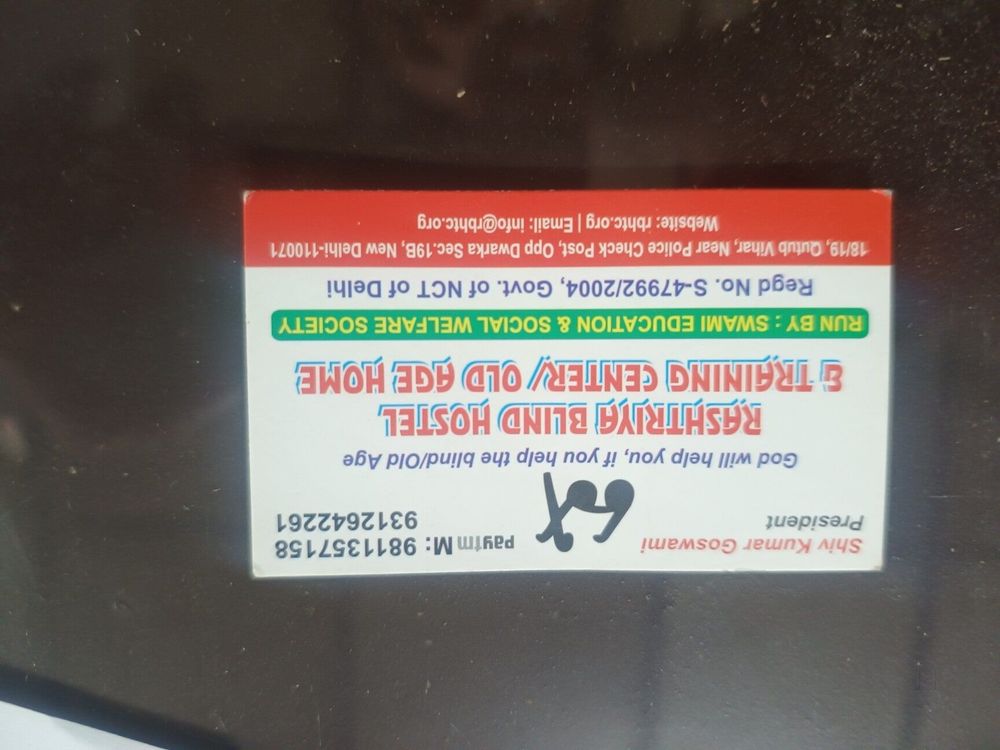 Shiv Kumar Goswami
President
paytm M: 9811357158
9312642261
God will help you, if you help the blind/Old Age
RASHTRIYA BLIND HOSTEL
& TRAINING CENTER/ OLD AGE HOME
RUN BY : SWAMI EDUCATION & SOCIAL WELFARE SOCIETY
Regd No. S-47992/2004, Govt. of NCT of Delhi
18/19, Qutub Vihar, Near Police Check Post, Opp Dwarka Sec.19B, New Delhi-110071
Website: rbhtc.org | Email: info@rbhtc.org